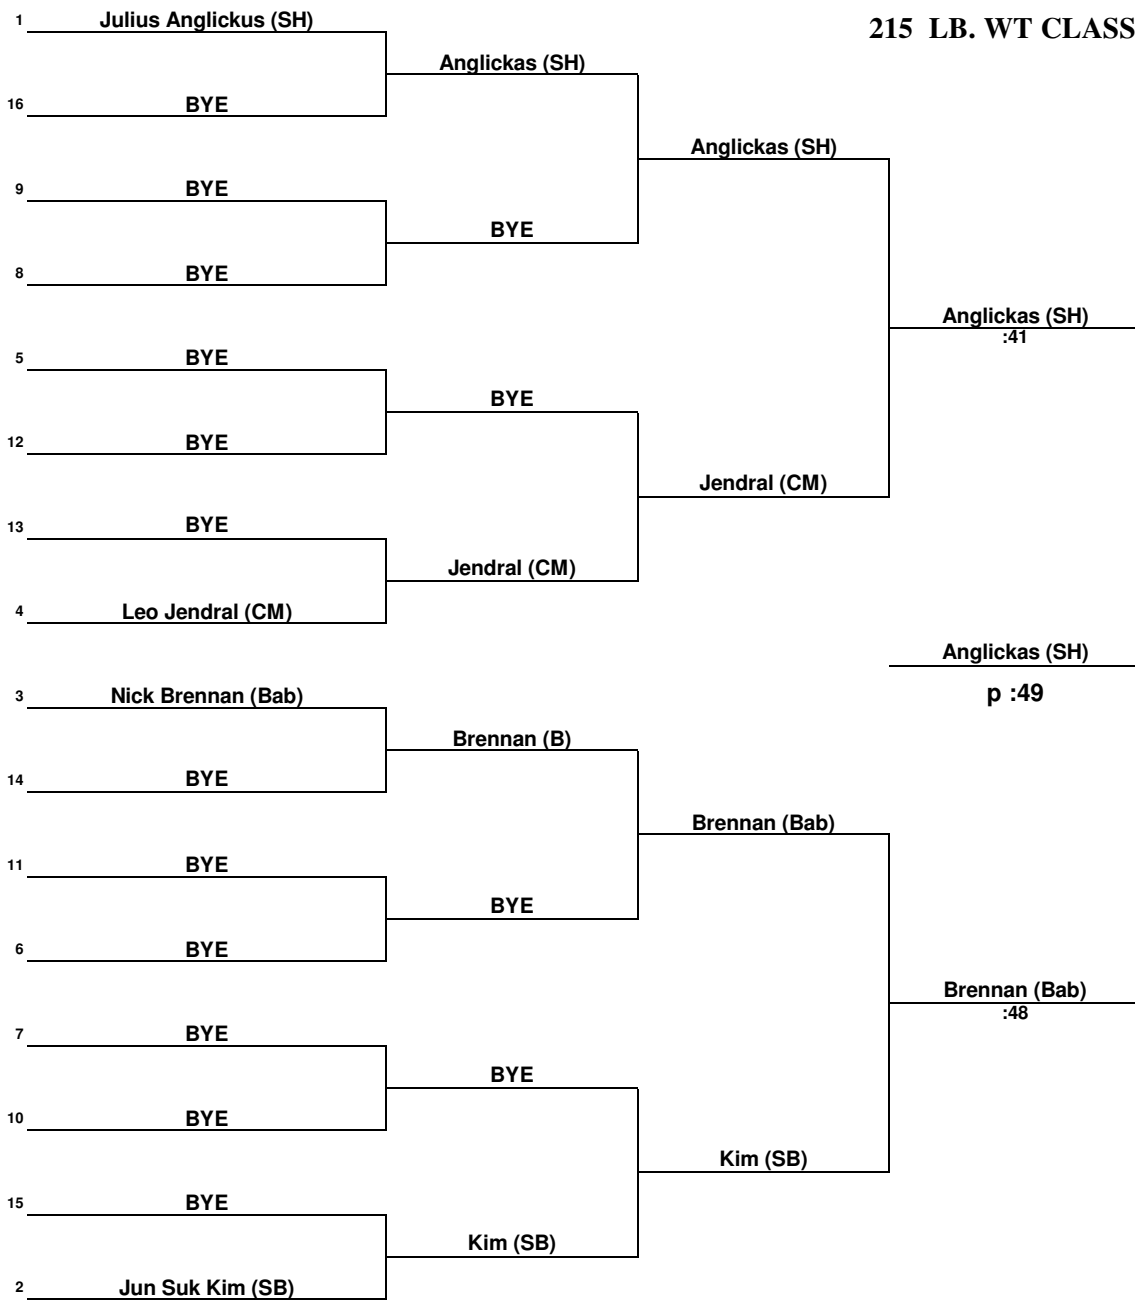 215 LB. WT CLASS
1 Julius Anglickus (SH)
Anglickas (SH)
16 BYE
Anglickas (SH)
9 BYE
BYE
8 BYE
Anglickas (SH)
:41
5 BYE
BYE
12 BYE
Jendral (CM)
13 BYE
Jendral (CM)
4 Leo Jendral (CM)
Anglickas (SH)
p :49
3 Nick Brennan (Bab)
Brennan (B)
14 BYE
Brennan (Bab)
11 BYE
BYE
6 BYE
Brennan (Bab)
:48
7 BYE
BYE
10 BYE
Kim (SB)
15 BYE
Kim (SB)
2 Jun Suk Kim (SB)